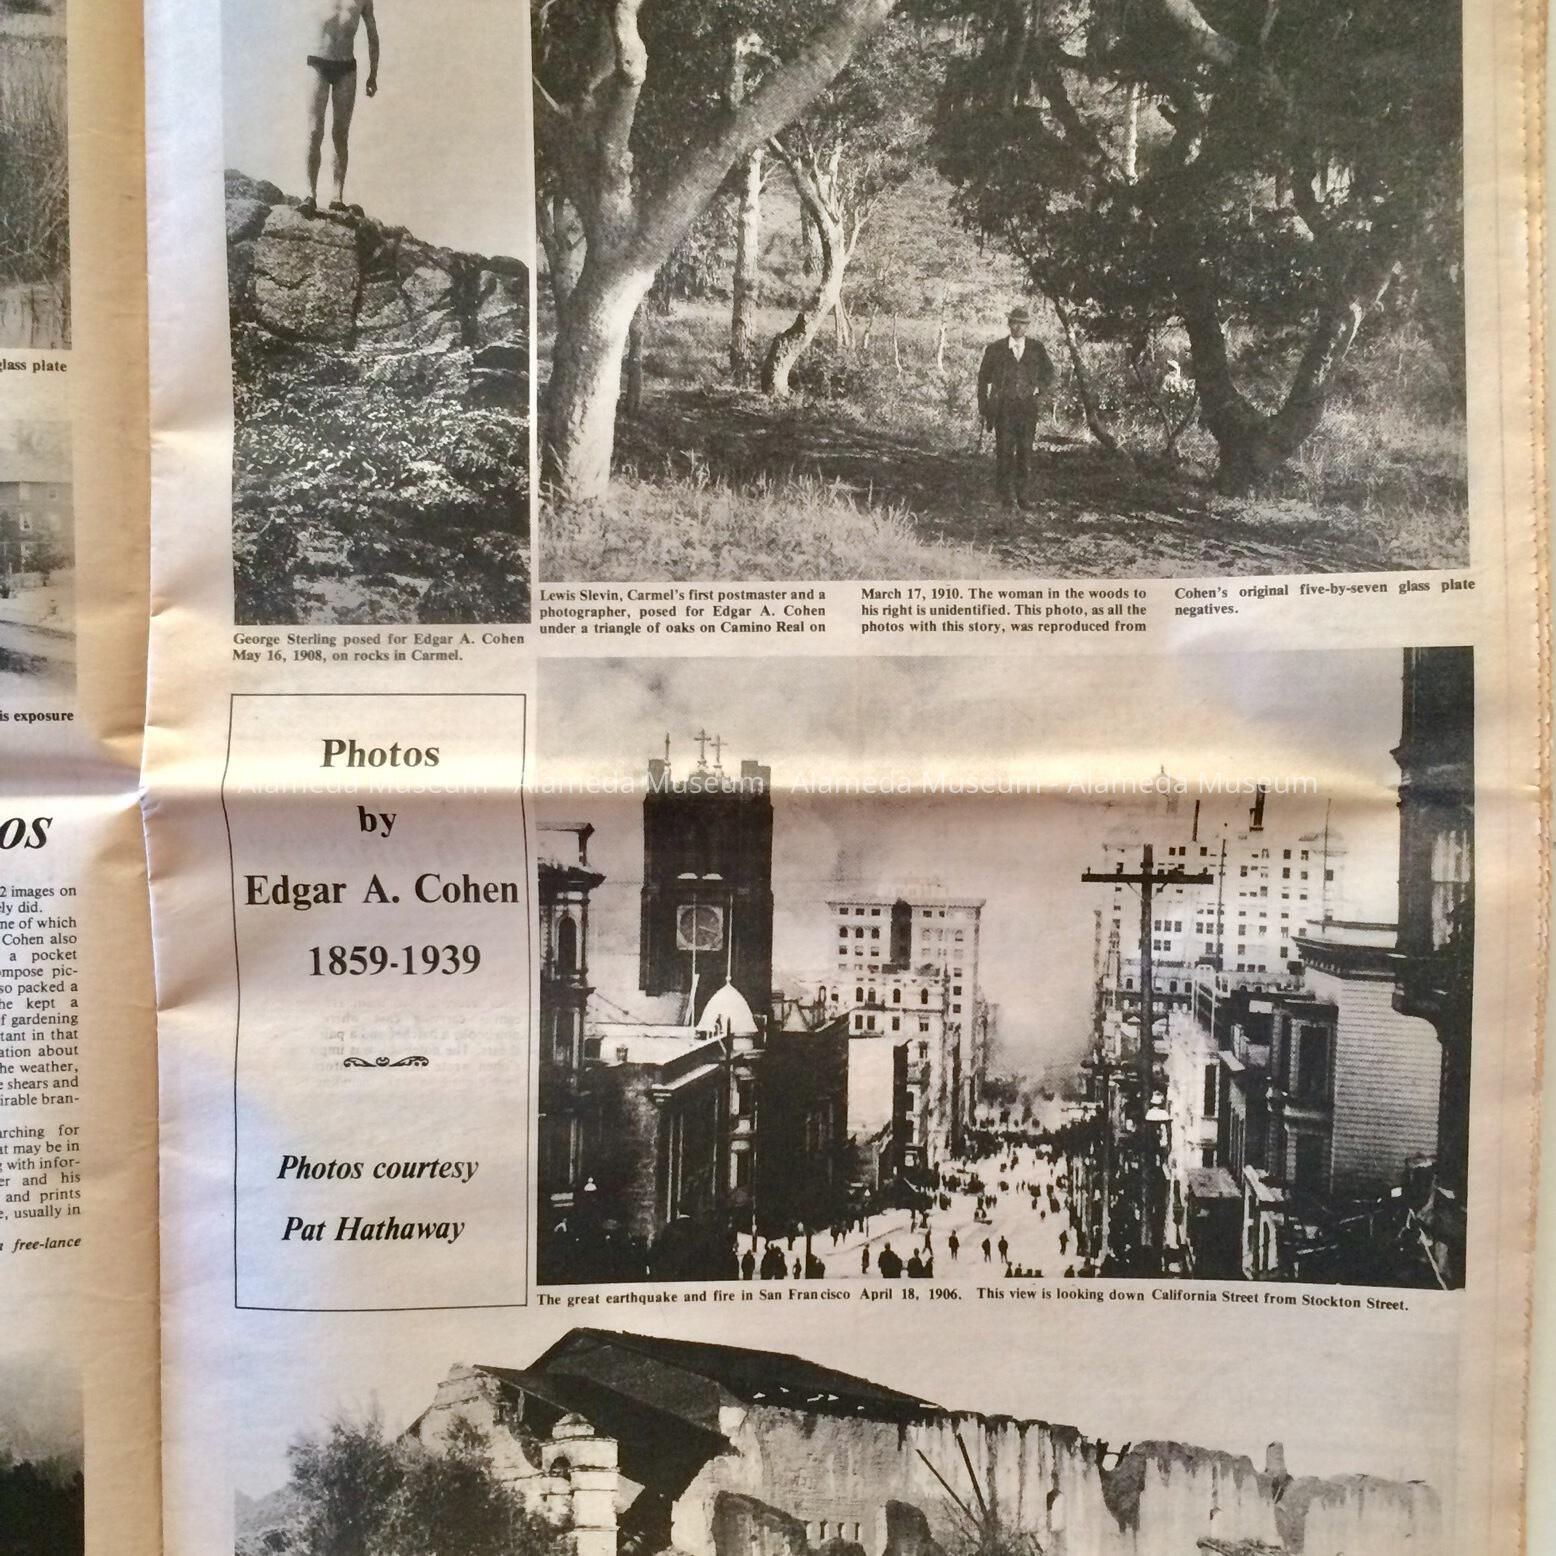 glass plate
is exposure
os
2 images on
ly did.
ne of which
Cohen also
a pocket
mpose pic-
so packed a
he kept a
f gardening
tant in that
ation about
he weather,
e shears and
irable bran-
arching for
at may be in
g with infor-
er and his
and prints
e, usually in
a free-lance
George Sterling posed for Edgar A. Cohen
May 16, 1908, on rocks in Carmel.
Lewis Slevin, Carmel's first postmaster and a
photographer, posed for Edgar A. Cohen
under a triangle of oaks on Camino Real on
March 17, 1910. The woman in the woods to
his right is unidentified. This photo, as all the
photos with this story, was reproduced from
Cohen's original five-by-seven glass plate
negatives.
Photos
by
Edgar A. Cohen
1859-1939
Photos courtesy
Pat Hathaway
Alameda Museum - Alameda Museum - Alameda Museum - Alameda Museum
The great earthquake and fire in San Francisco April 18, 1906. This view is looking down California Street from Stockton Street.